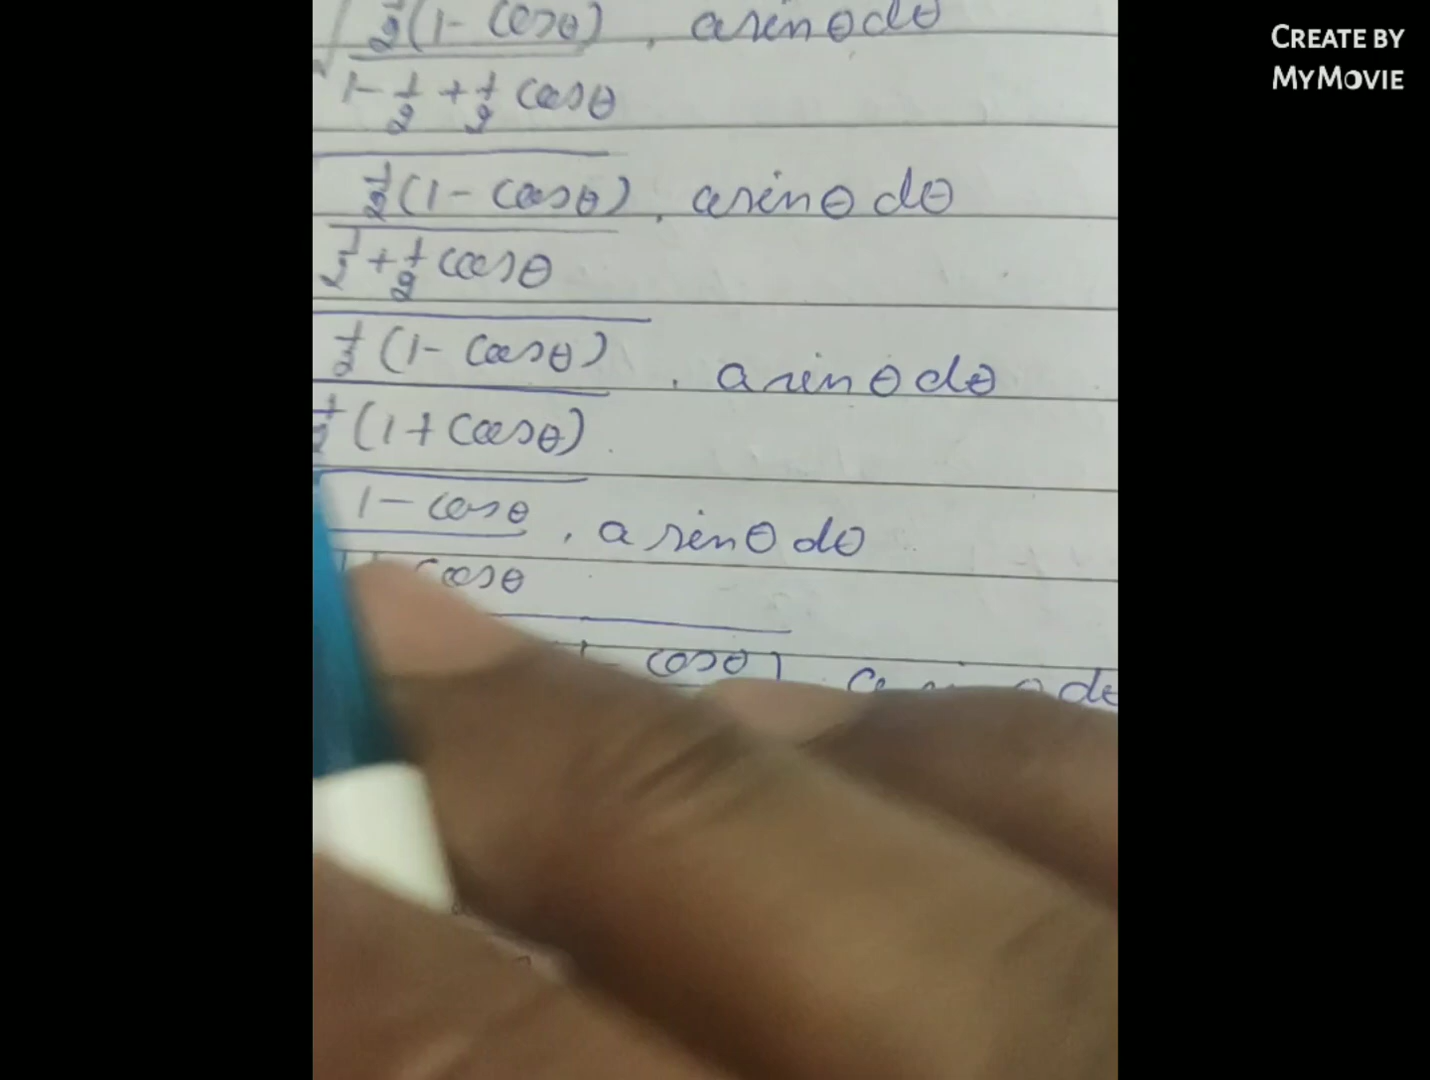 √ 1/2(1 - cosθ) . a sinθ dθ
1 - 1/2 + 1/2 cosθ
1/2(1 - cosθ) . a sinθ dθ
1/2 + 1/2 cosθ
1/2 (1 - cosθ) . a sinθ dθ
1/2 (1 + cosθ)
1 - cosθ . a sinθ dθ
cosθ
cosθ) dθ
CREATE BY
MYMOVIE